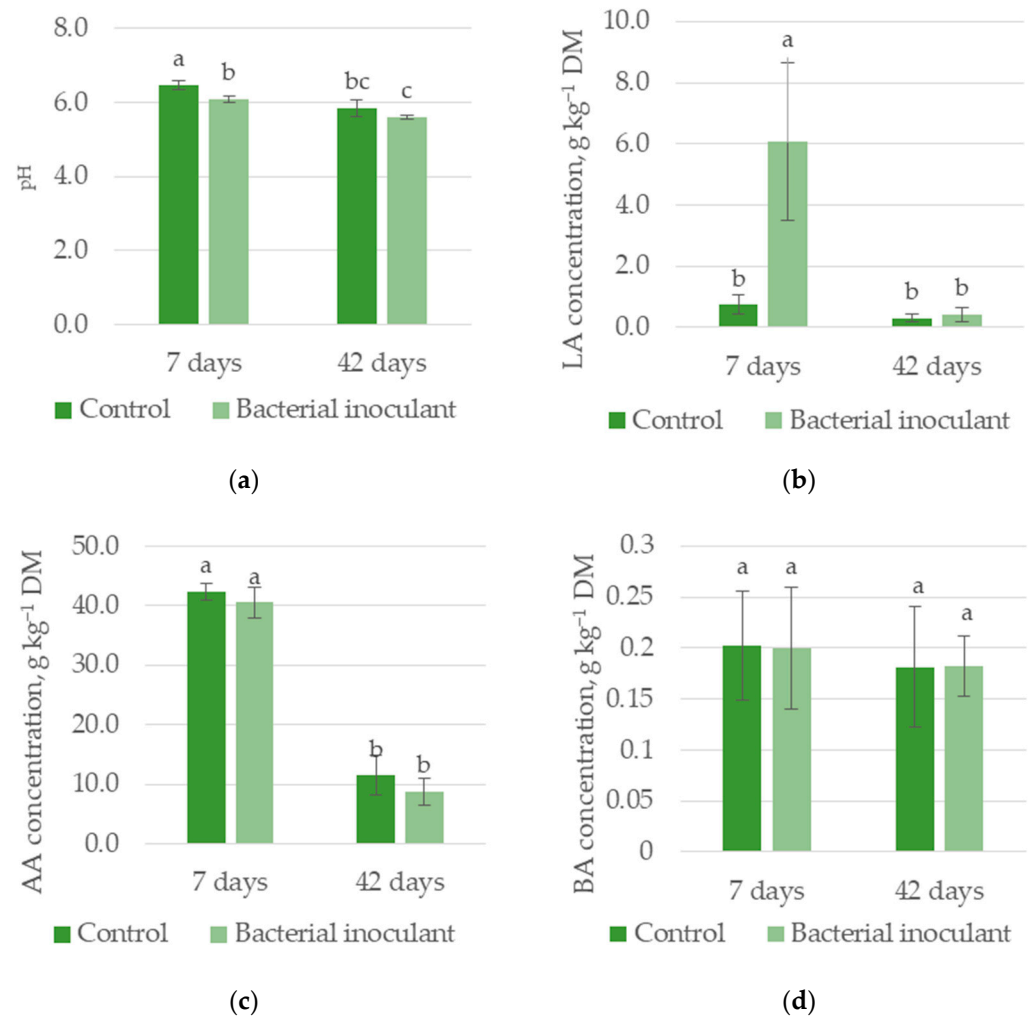 8.0
6.0
4.0
2.0
0.0
pH
a
b
bc
c
7 days
42 days
Control
Bacterial inoculant
(a)
10.0
8.0
6.0
4.0
2.0
0.0
LA concentration, g kg⁻¹ DM
b
a
b
b
7 days
42 days
Control
Bacterial inoculant
(b)
50.0
40.0
30.0
20.0
10.0
0.0
AA concentration, g kg⁻¹ DM
a
a
b
b
7 days
42 days
Control
Bacterial inoculant
(c)
0.3
0.25
0.2
0.15
0.1
0.05
0
BA concentration, g kg⁻¹ DM
a
a
a
a
7 days
42 days
Control
Bacterial inoculant
(d)